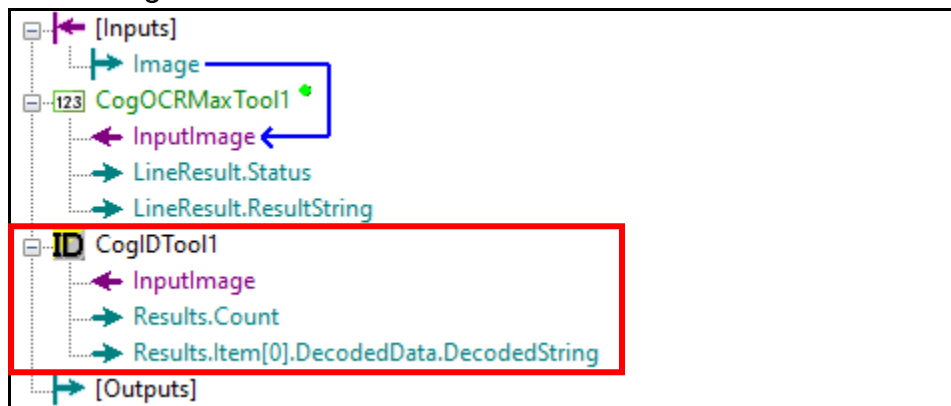 [Inputs]
Image
123 CogOCRMaxTool1
InputImage
LineResult.Status
LineResult.ResultString
ID CogIDTool1
InputImage
Results.Count
Results.Item[0].DecodedData.DecodedString
[Outputs]